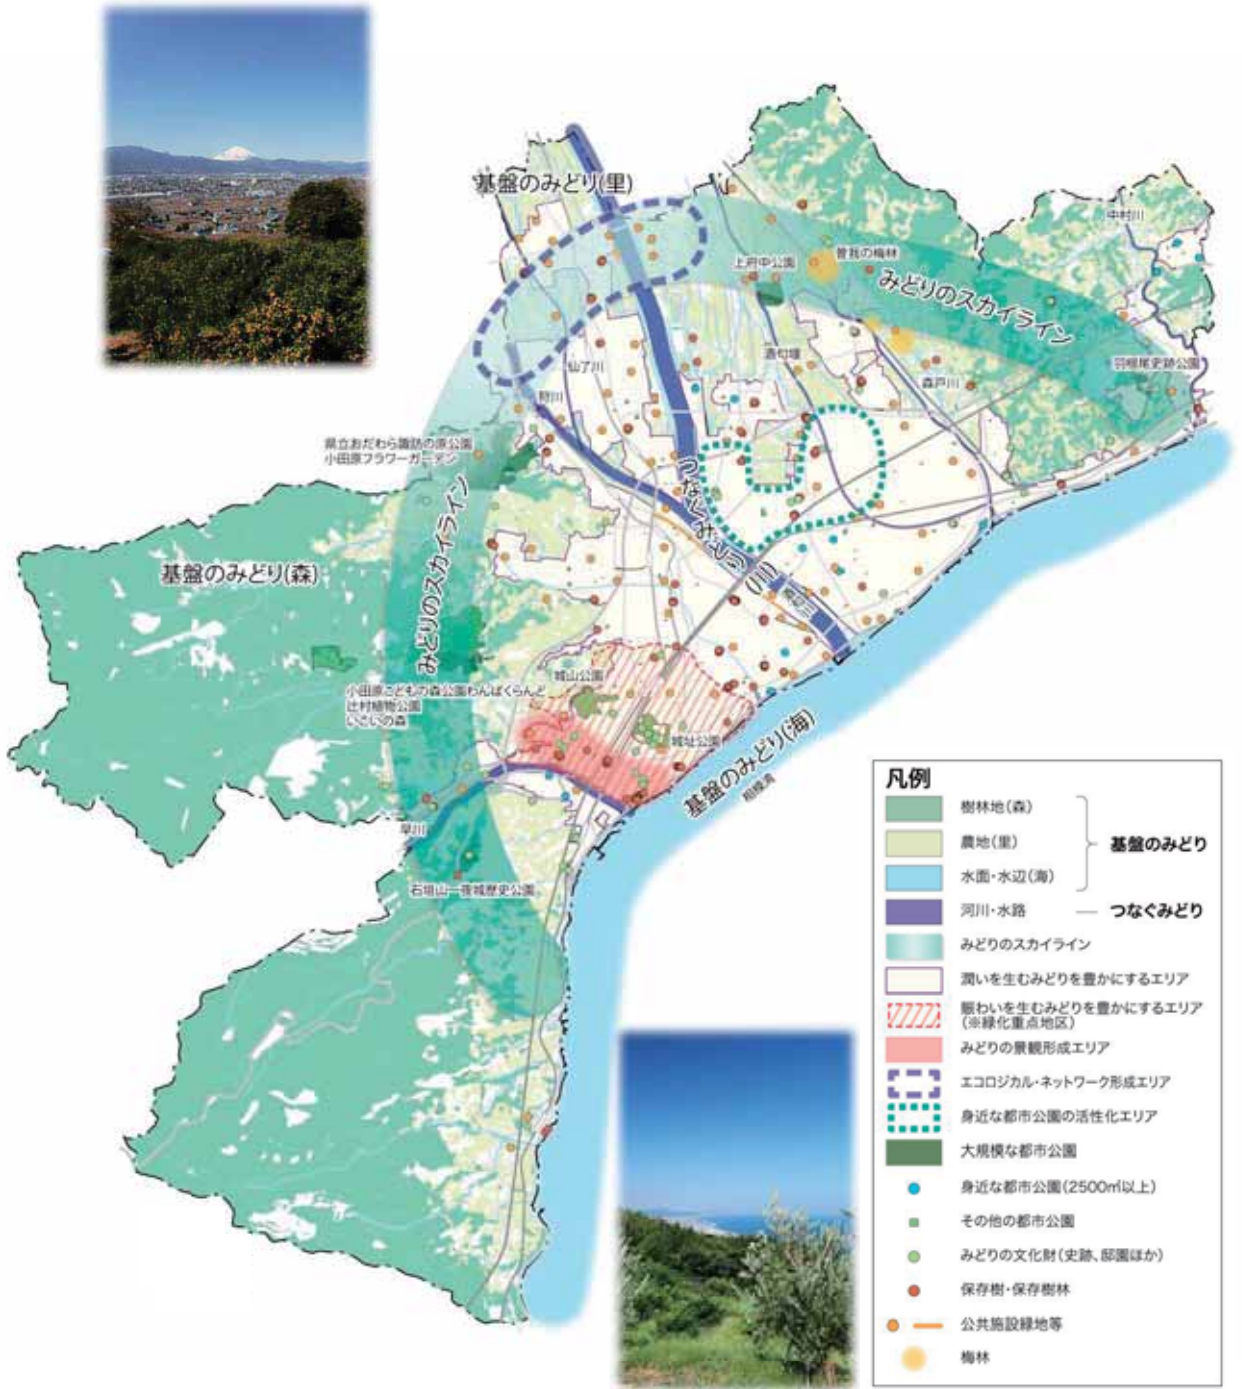 基盤のみどり(里)
中村川
上府中公園
曽我の梅林
みどりのスカイライン
酒匂堰
仙了川
羽根尾史跡公園
森戸川
狩川
県立おだわら諏訪の原公園
小田原フラワーガーデン
つなぐみどり(川)
酒匂川
みどりのスカイライン
基盤のみどり(森)
城山公園
小田原こどもの森公園わんぱくらんど
辻村植物公園
いこいの森
城址公園
基盤のみどり(海)
相模湾
早川
石垣山一夜城歴史公園
凡例
樹林地(森)
農地(里)
基盤のみどり
水面・水辺(海)
河川・水路
つなぐみどり
みどりのスカイライン
潤いを生むみどりを豊かにするエリア
賑わいを生むみどりを豊かにするエリア
(※緑化重点地区)
みどりの景観形成エリア
エコロジカル・ネットワーク形成エリア
身近な都市公園の活性化エリア
大規模な都市公園
身近な都市公園(2500㎡以上)
その他の都市公園
みどりの文化財(史跡、邸園ほか)
保存樹・保存樹林
公共施設緑地等
梅林